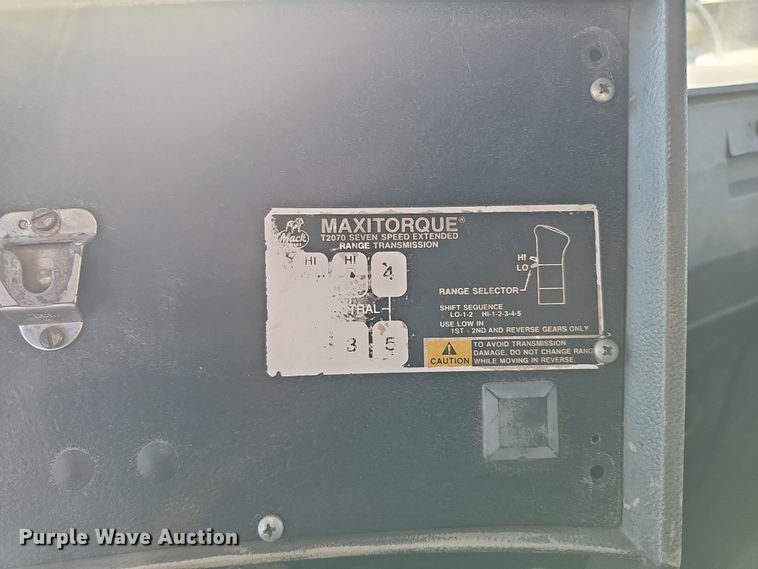 Mack
MAXITORQUE®
T2070 SEVEN SPEED EXTENDED
RANGE TRANSMISSION
HI HI 4
TRAL
3 5
HI
LO
RANGE SELECTOR
SHIFT SEQUENCE
LO-1-2 HI-1-2-3-4-5
USE LOW IN
1ST - 2ND AND REVERSE GEARS ONLY
CAUTION
TO AVOID TRANSMISSION
DAMAGE, DO NOT CHANGE RANG
WHILE MOVING IN REVERSE
Purple Wave Auction